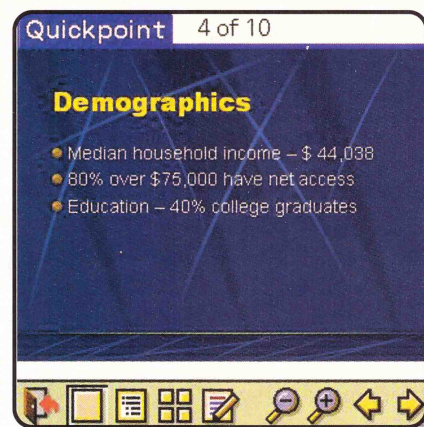 Quickpoint 4 of 10
Demographics
Median household income – $ 44,038
80% over $75,000 have net access
Education – 40% college graduates